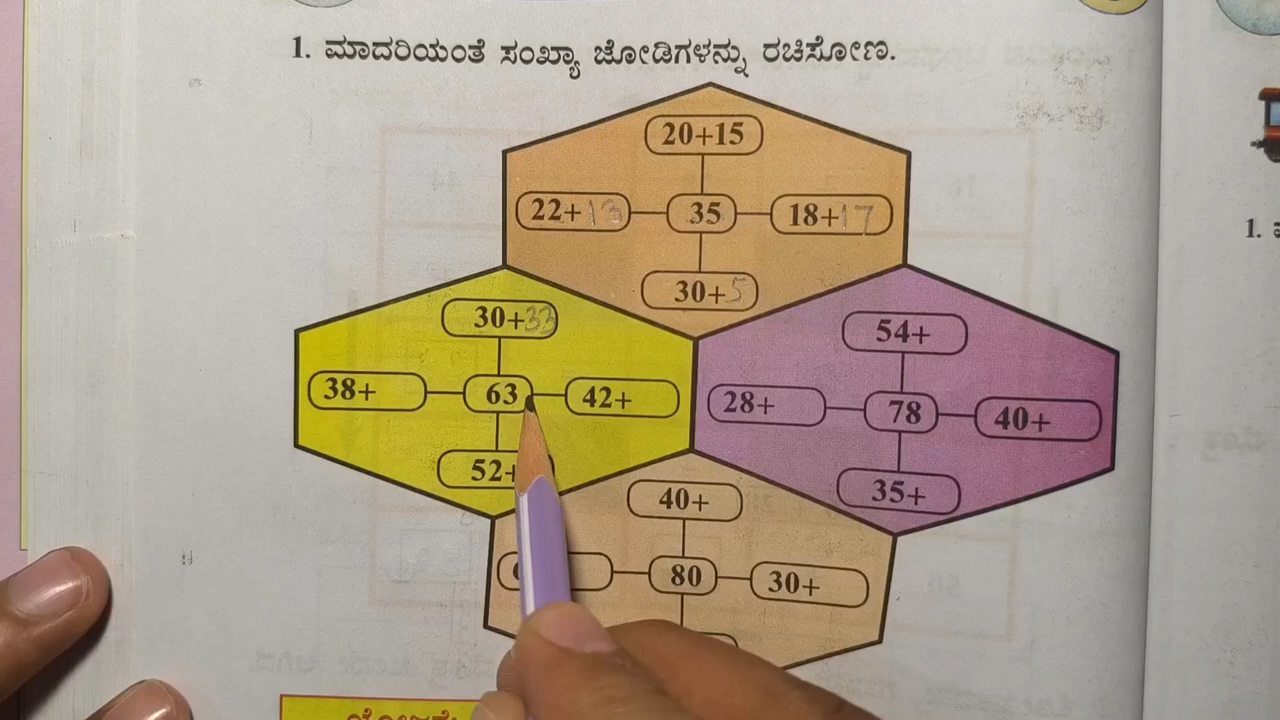 1. ಮಾದರಿಯಂತೆ ಸಂಖ್ಯಾ ಜೋಡಿಗಳನ್ನು ರಚಿಸೋಣ.
20+15
22+13 35 18+17
30+5
30+33
38+ 63 42+
52+
54+
28+ 78 40+
35+
40+
80 30+
1.